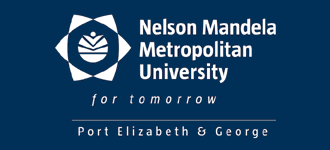 Nelson Mandela
Metropolitan
University
for tomorrow
Port Elizabeth & George